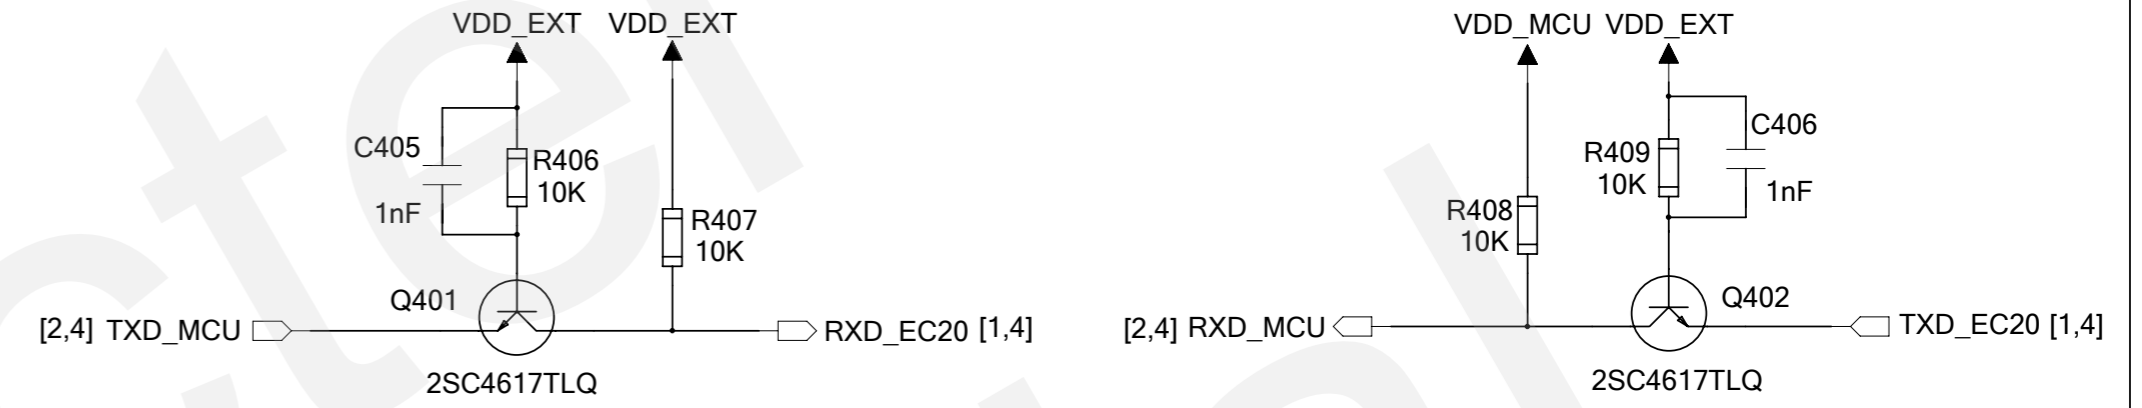 VDD_EXT VDD_EXT
C405
R406
10K
1nF
R407
10K
Q401
[2,4] TXD_MCU
RXD_EC20 [1,4]
2SC4617TLQ
VDD_MCU VDD_EXT
C406
R409
10K
1nF
R408
10K
Q402
[2,4] RXD_MCU
TXD_EC20 [1,4]
2SC4617TLQ